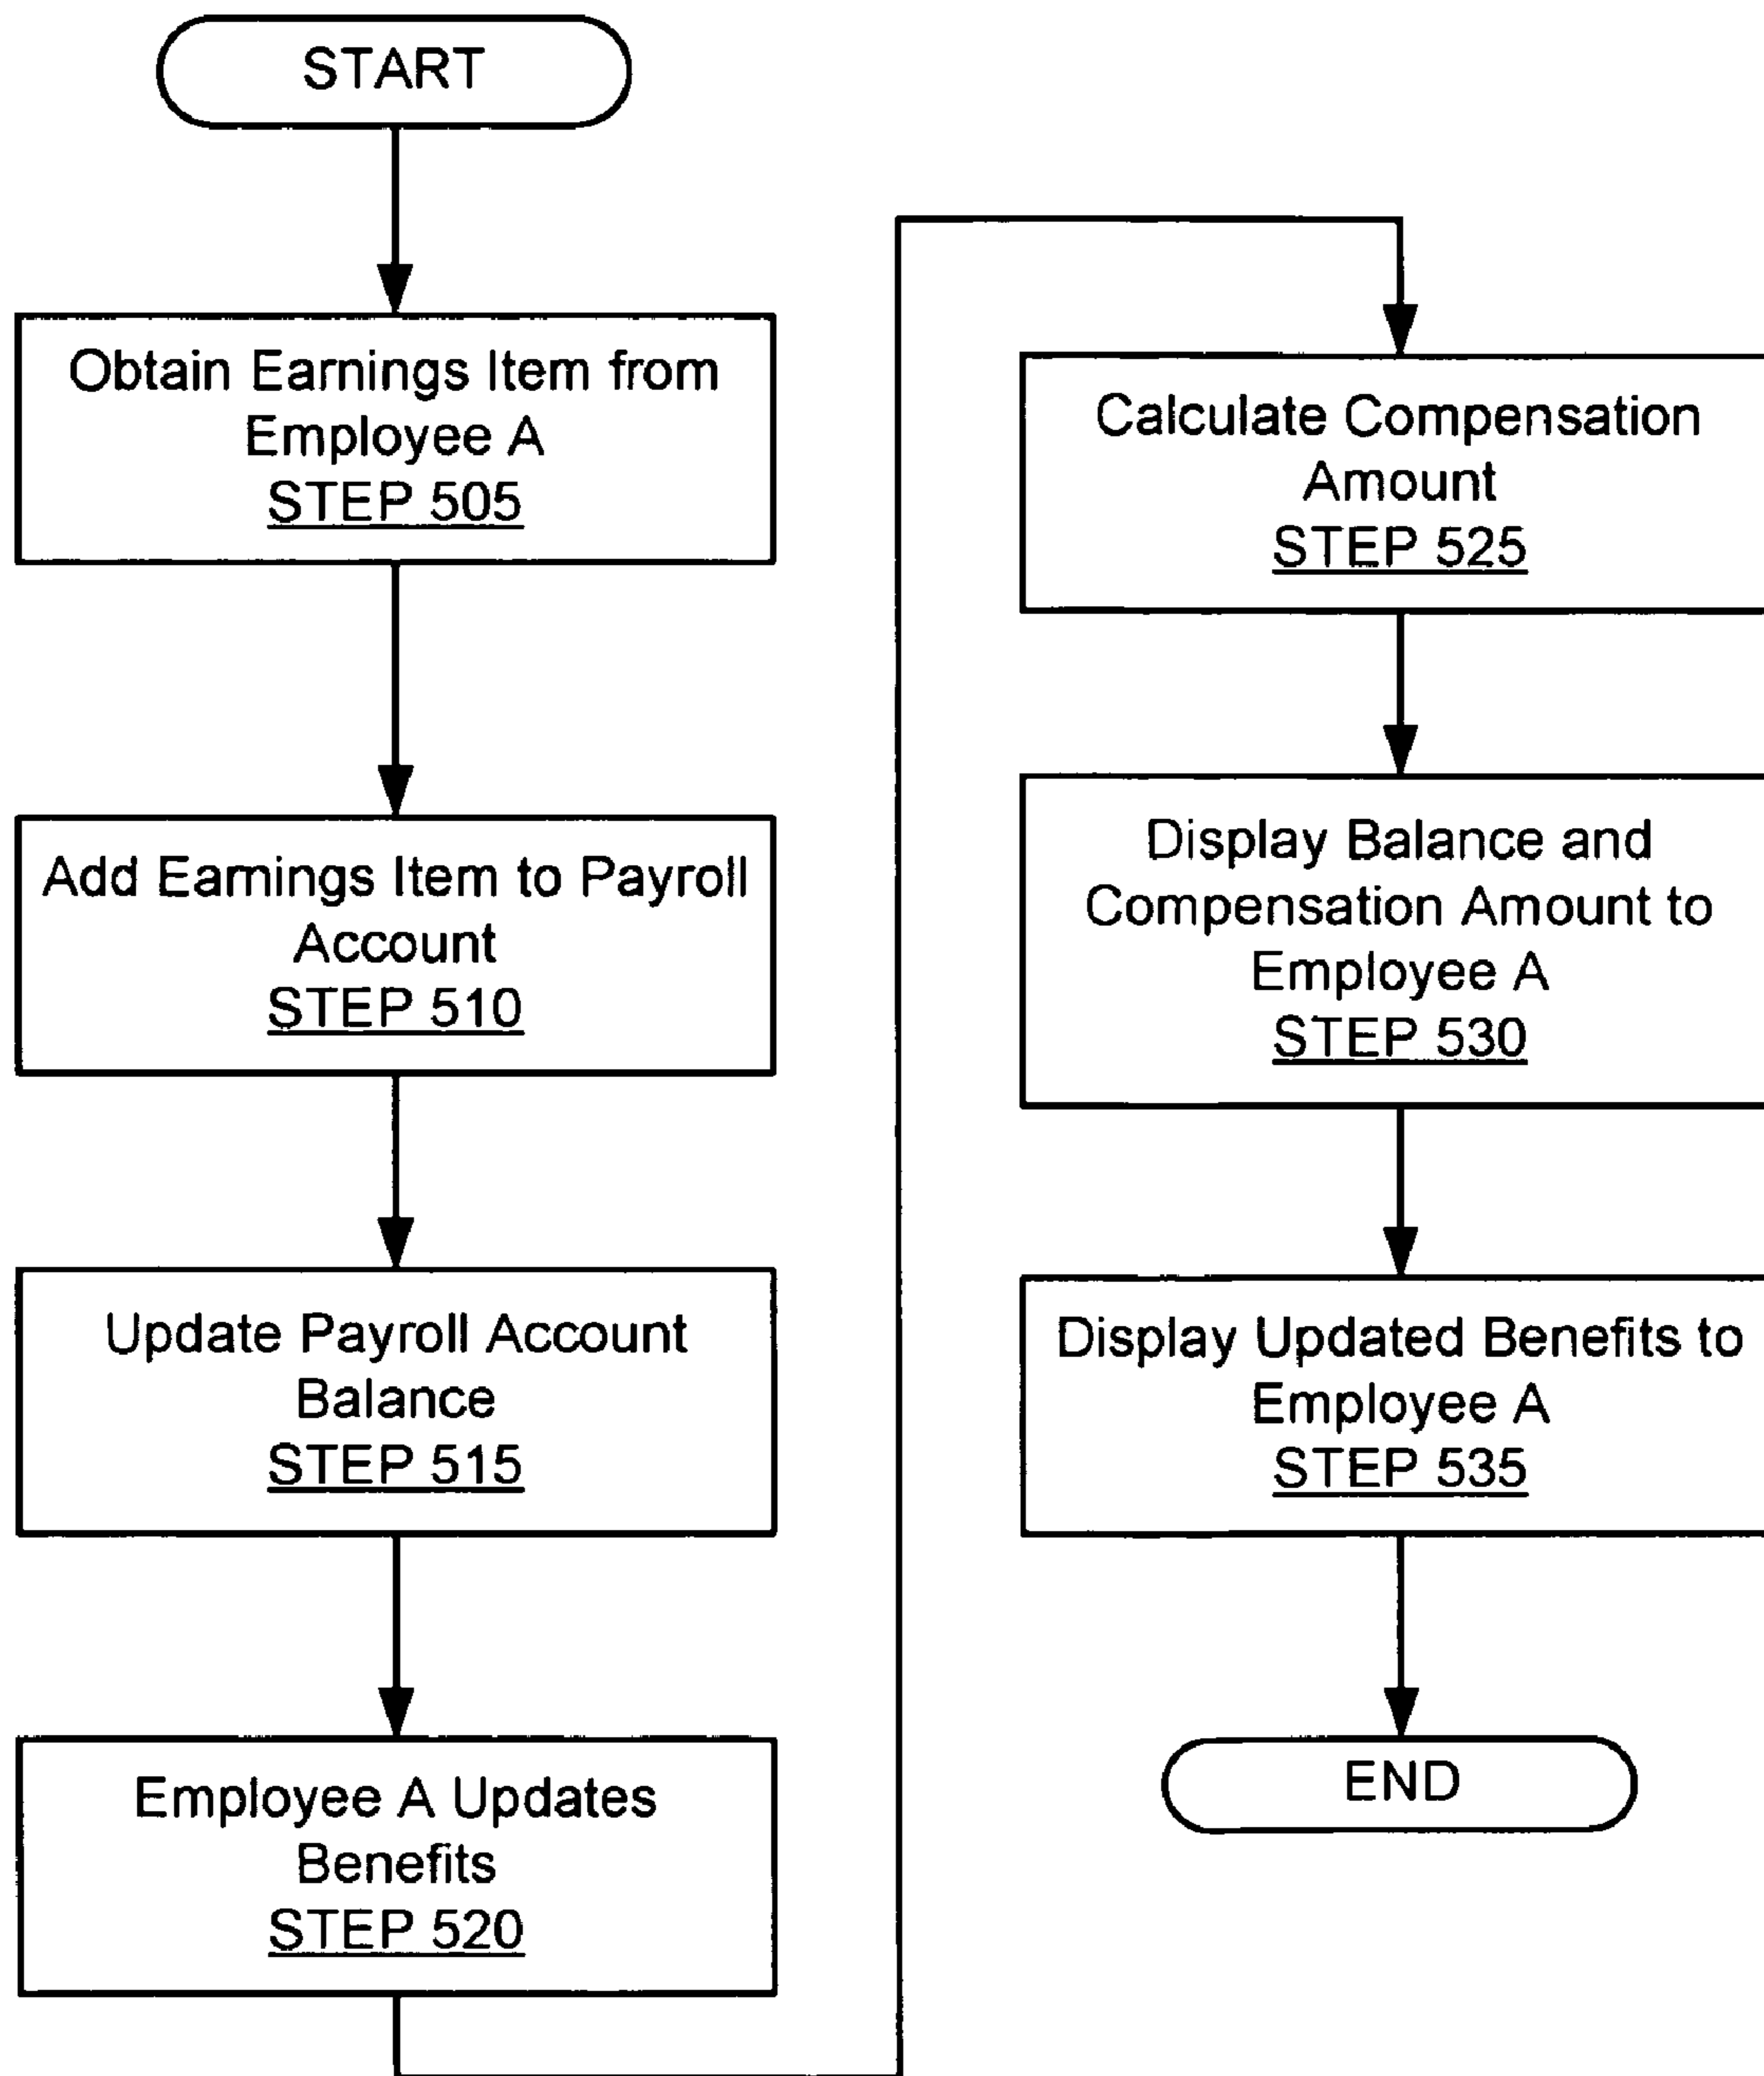 START
Obtain Earnings Item from
Employee A
STEP 505
Add Earnings Item to Payroll
Account
STEP 510
Update Payroll Account
Balance
STEP 515
Employee A Updates
Benefits
STEP 520
Calculate Compensation
Amount
STEP 525
Display Balance and
Compensation Amount to
Employee A
STEP 530
Display Updated Benefits to
Employee A
STEP 535
END